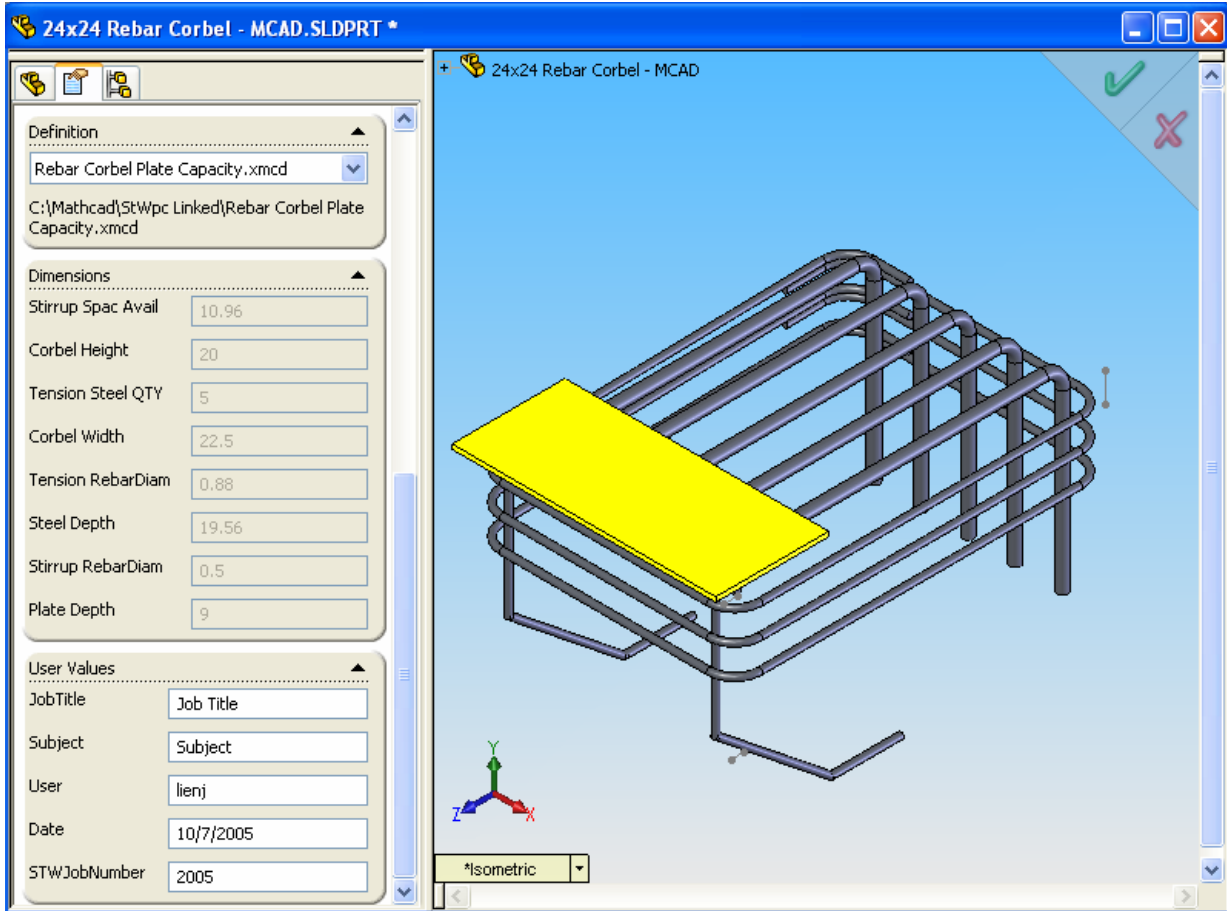 24x24 Rebar Corbel - MCAD.SLDPRT *
24x24 Rebar Corbel - MCAD
Definition
Rebar Corbel Plate Capacity.xmcd
C:\Mathcad\StWpc Linked\Rebar Corbel Plate
Capacity.xmcd
Dimensions
Stirrup Spac Avail 10.96
Corbel Height 20
Tension Steel QTY 5
Corbel Width 22.5
Tension RebarDiam 0.88
Steel Depth 19.56
Stirrup RebarDiam 0.5
Plate Depth 9
User Values
JobTitle Job Title
Subject Subject
User lienj
Date 10/7/2005
STWJobNumber 2005
Y
Z X
*Isometric